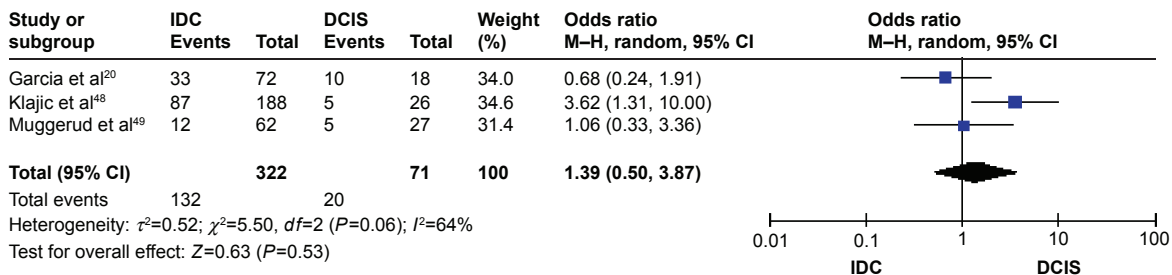 Study or subgroup IDC Events Total DCIS Events Total Weight (%) Odds ratio M–H, random, 95% CI Odds ratio M–H, random, 95% CI
Garcia et al20 33 72 10 18 34.0 0.68 (0.24, 1.91)
Klajic et al48 87 188 5 26 34.6 3.62 (1.31, 10.00)
Muggerud et al49 12 62 5 27 31.4 1.06 (0.33, 3.36)
Total (95% CI) 322 71 100 1.39 (0.50, 3.87)
Total events 132 20
Heterogeneity: τ²=0.52; χ²=5.50, df=2 (P=0.06); I²=64%
Test for overall effect: Z=0.63 (P=0.53)
0.01 0.1 1 10 100
IDC DCIS